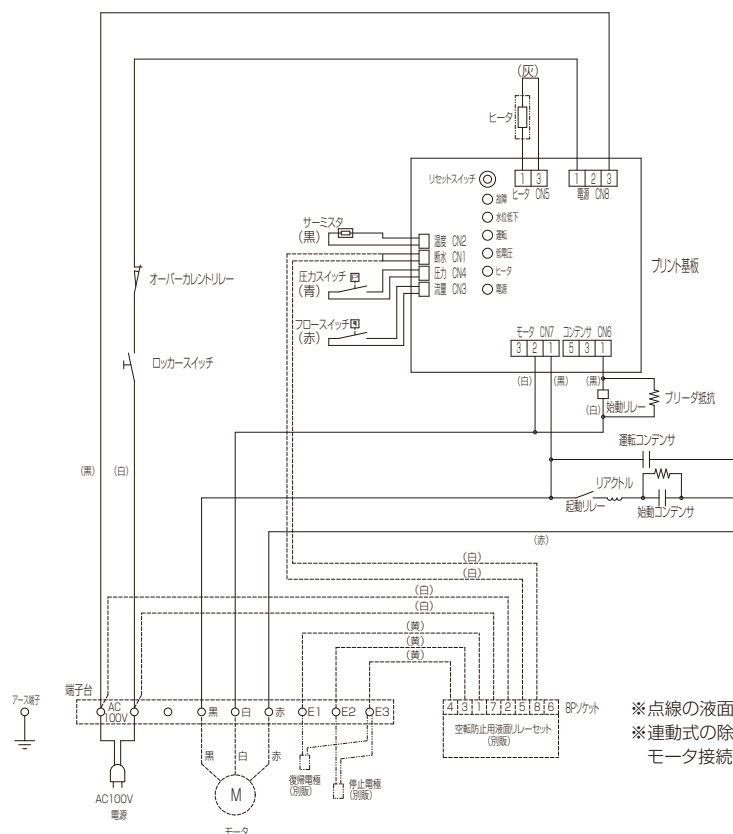 (灰)
ヒータ
リセットスイッチ
1 3
ヒータ CN5
1 2 3
電源 CN8
故障
水位低下
運転
低電圧
ヒータ
電源
プリント基板
サーミスタ
(黒)
温度 CN2
断水 CN1
圧力 CN4
流量 CN3
圧力スイッチ P
(青)
フロースイッチ
(赤)
オーバーカレントリレー
ロッカースイッチ
モータ CN7
3 2 1
コンデンサ CN6
5 3 1
(白)
(黒)
(黒)
(白)
始動リレー
ブリーダ抵抗
運転コンデンサ
リアクトル
起動リレー
始動コンデンサ
(黒)
(白)
(赤)
(白)
(白)
(白)
(白)
(黄)
(黄)
(黄)
アース端子
端子台
AC
100V
黒
白
赤
E1
E2
E3
4 3 1 7 2 5 8 6
8Pソケット
空転防止用液面リレーセット
(別販)
黒
白
赤
復帰電極
(別販)
停止電極
(別販)
M
モータ
AC100V
電源
※点線の液面
※連動式の除
モータ接続